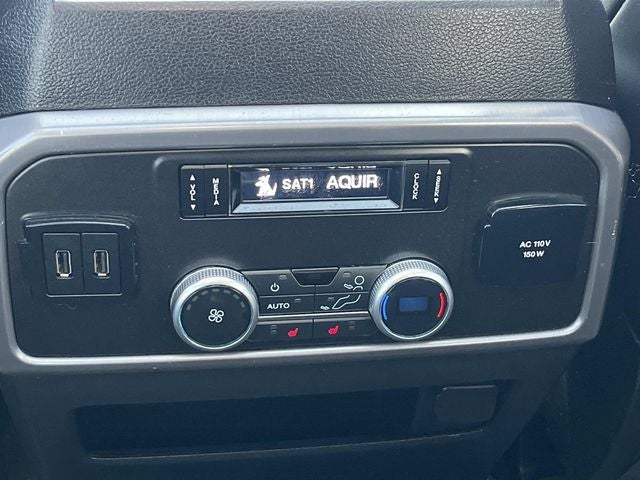 VOL
MEDIA
SAT1 AQUIR
CLOCK
SEEK
AC 110V
150W
AUTO